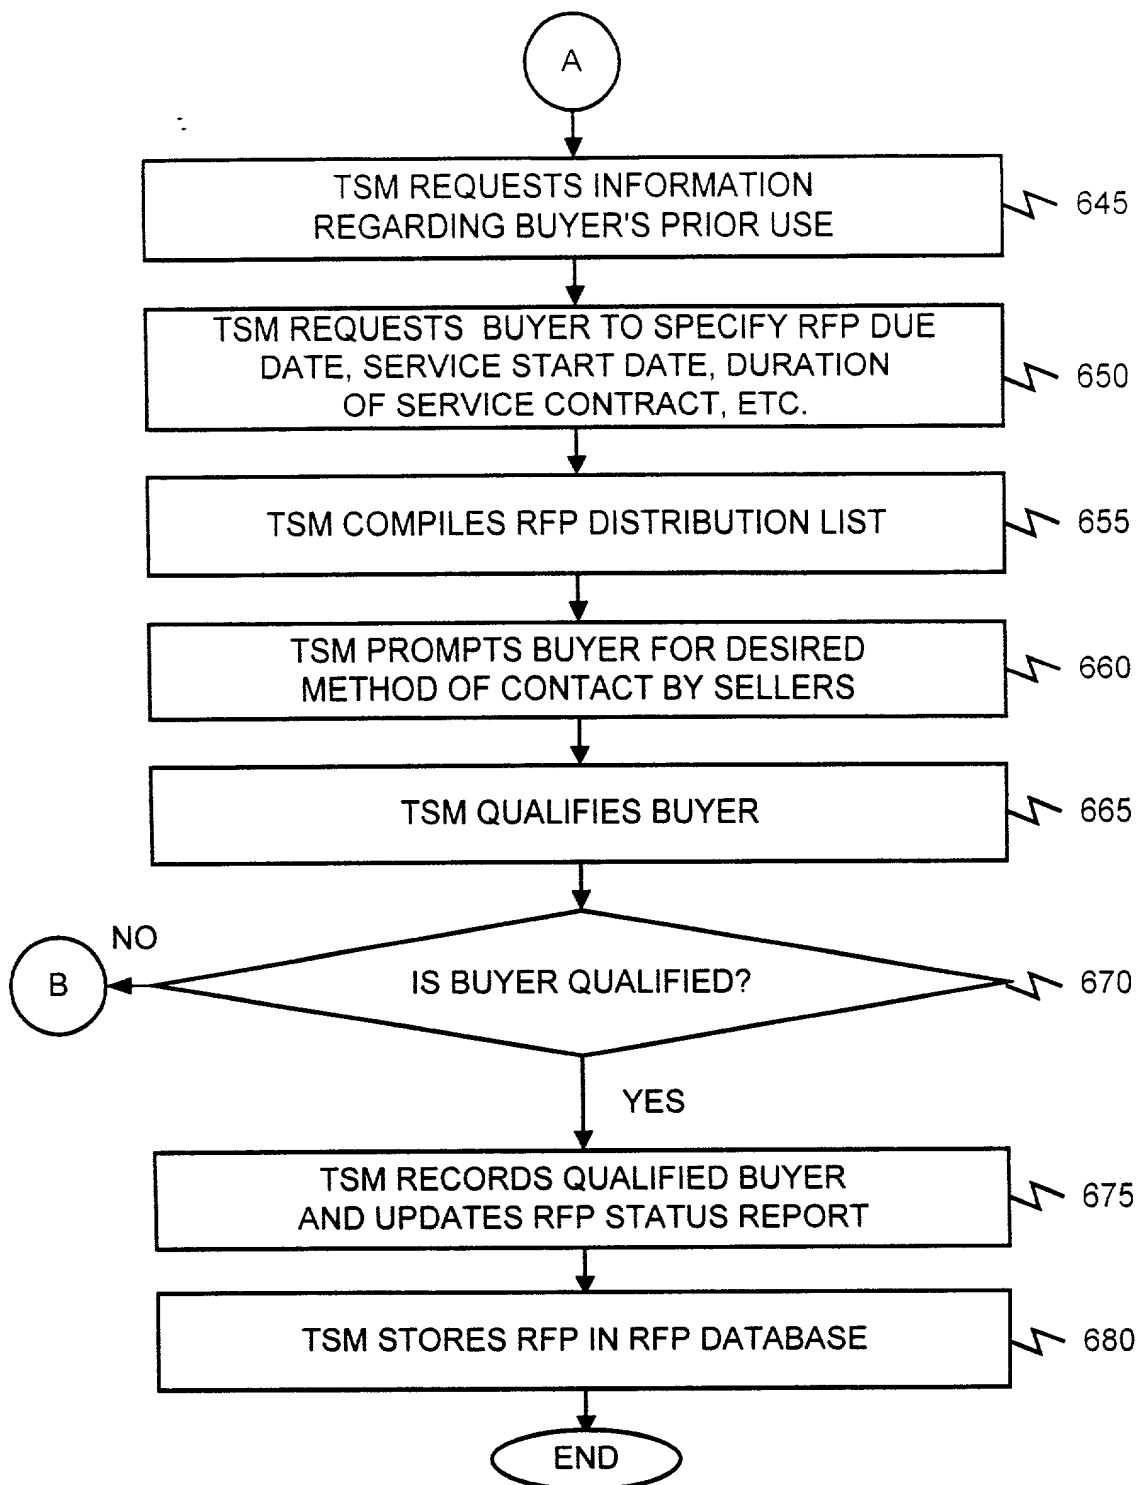 A
TSM REQUESTS INFORMATION
REGARDING BUYER'S PRIOR USE
645
TSM REQUESTS BUYER TO SPECIFY RFP DUE
DATE, SERVICE START DATE, DURATION
OF SERVICE CONTRACT, ETC.
650
TSM COMPILES RFP DISTRIBUTION LIST
655
TSM PROMPTS BUYER FOR DESIRED
METHOD OF CONTACT BY SELLERS
660
TSM QUALIFIES BUYER
665
NO
B
IS BUYER QUALIFIED?
670
YES
TSM RECORDS QUALIFIED BUYER
AND UPDATES RFP STATUS REPORT
675
TSM STORES RFP IN RFP DATABASE
680
END